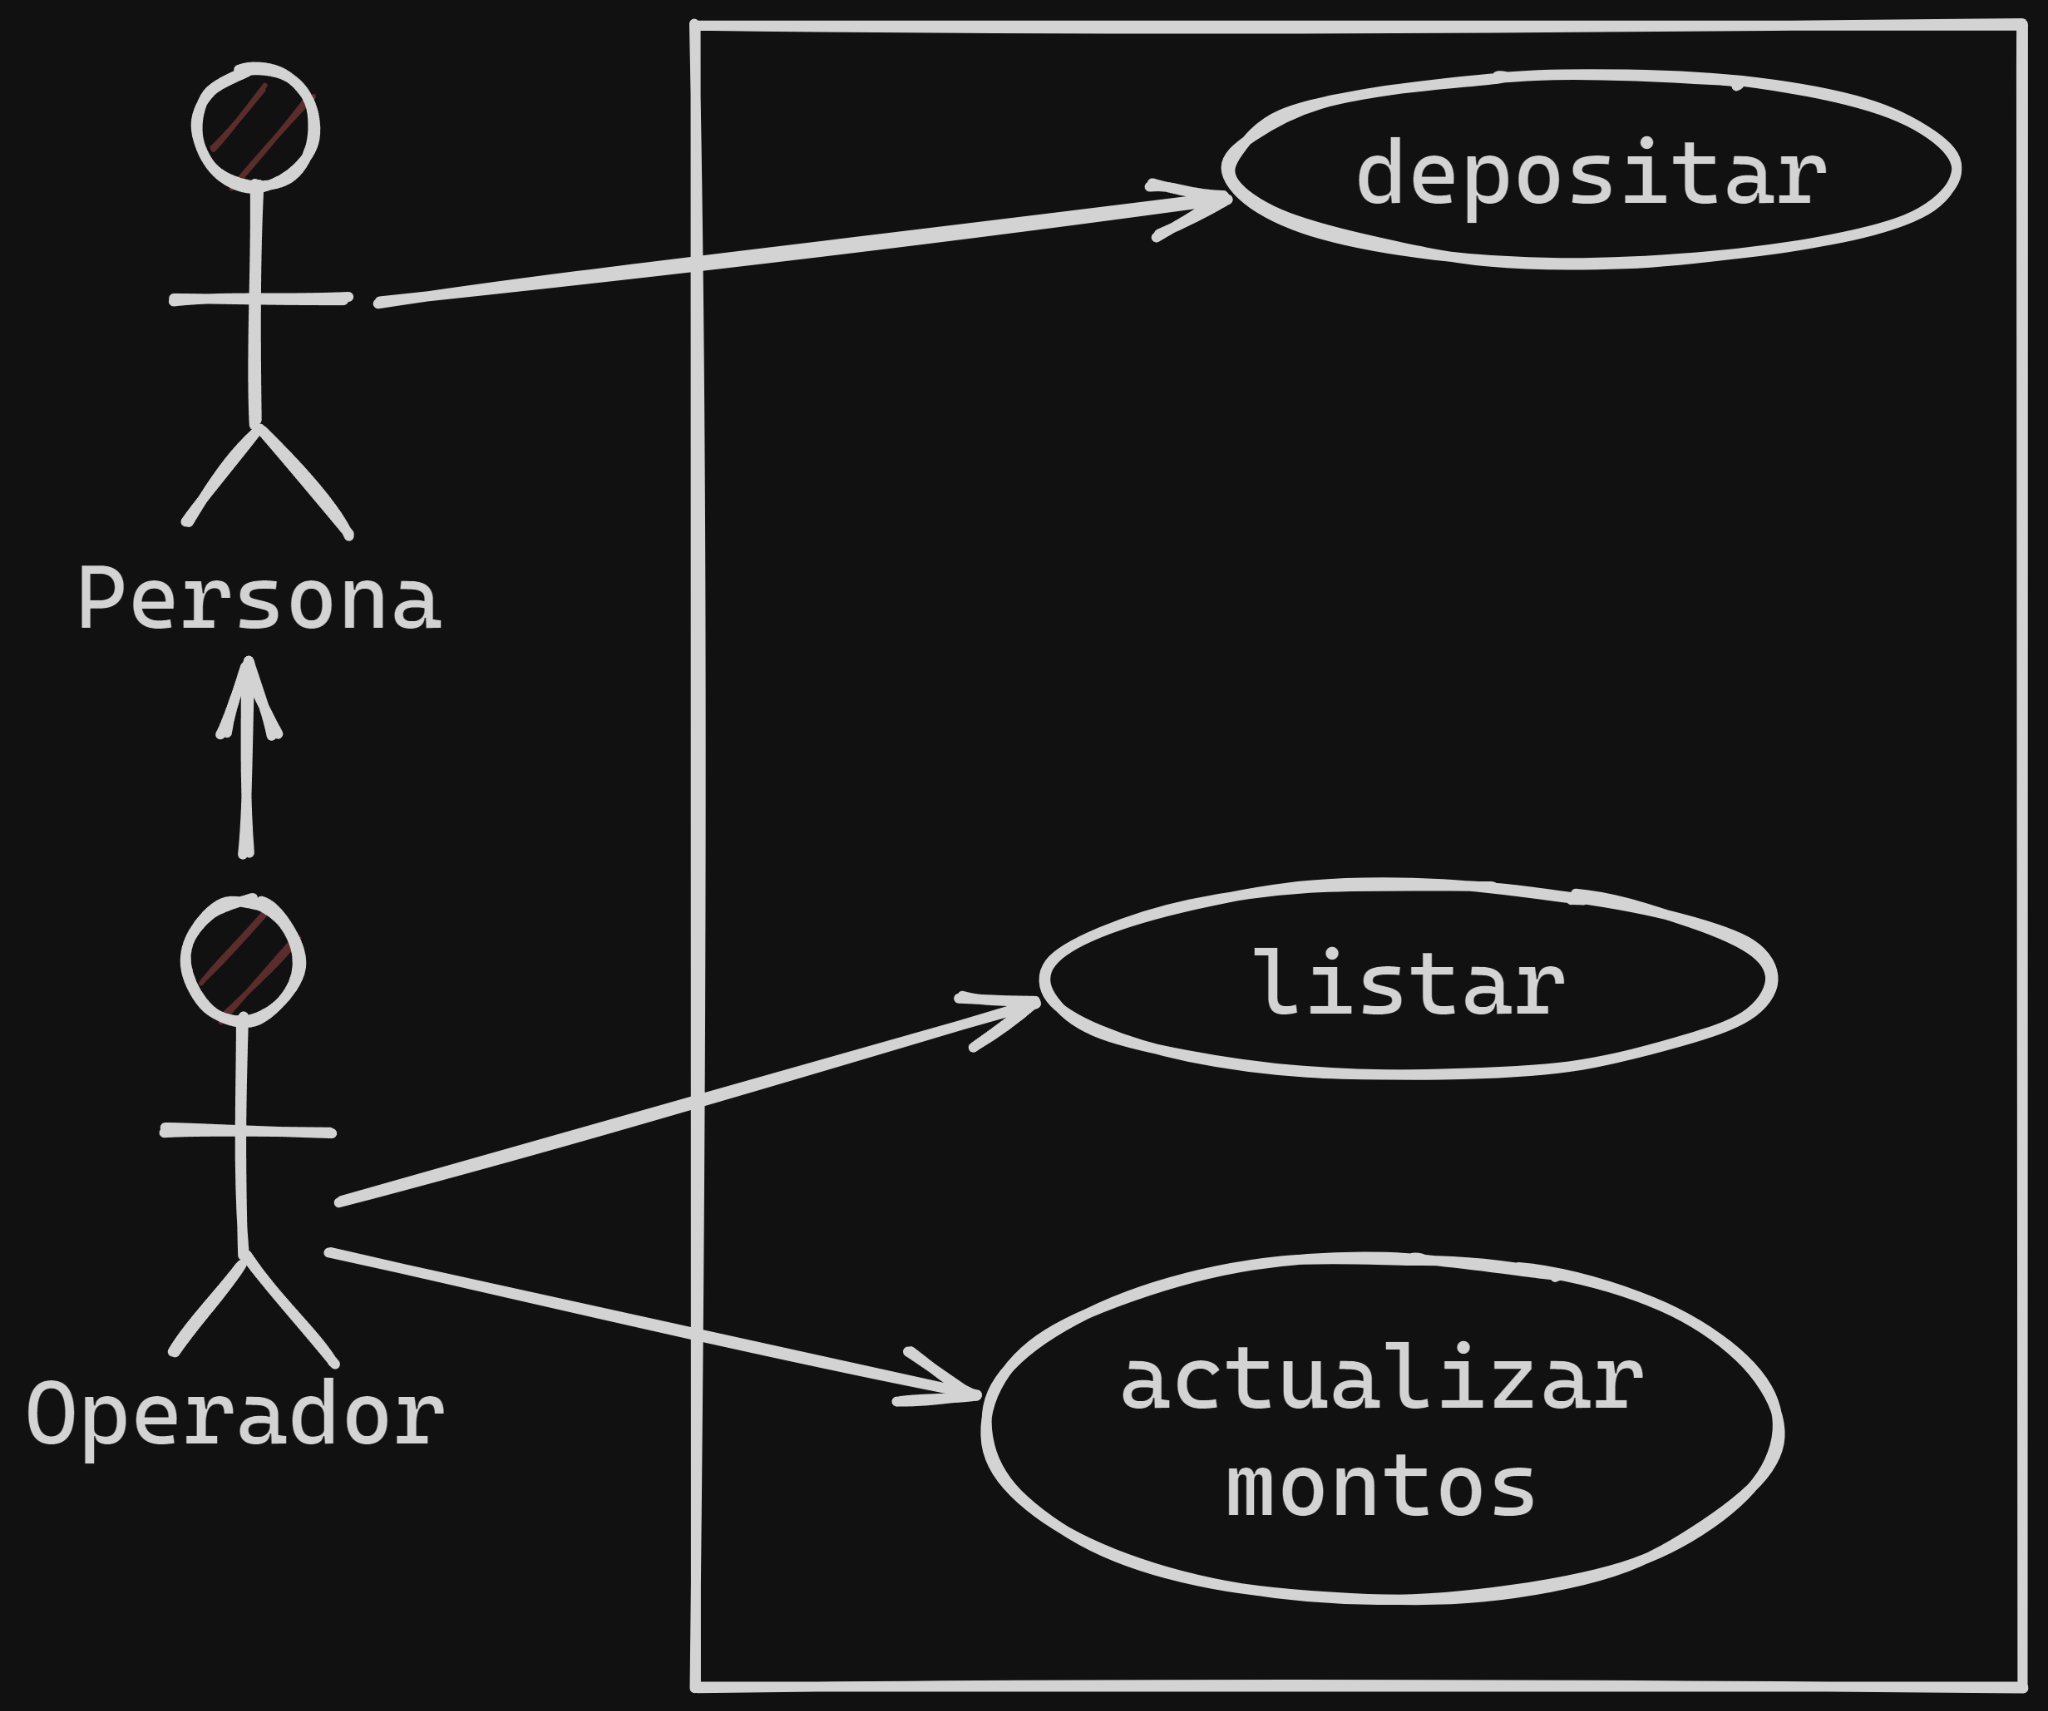 depositar
Persona
listar
Operador
actualizar
montos